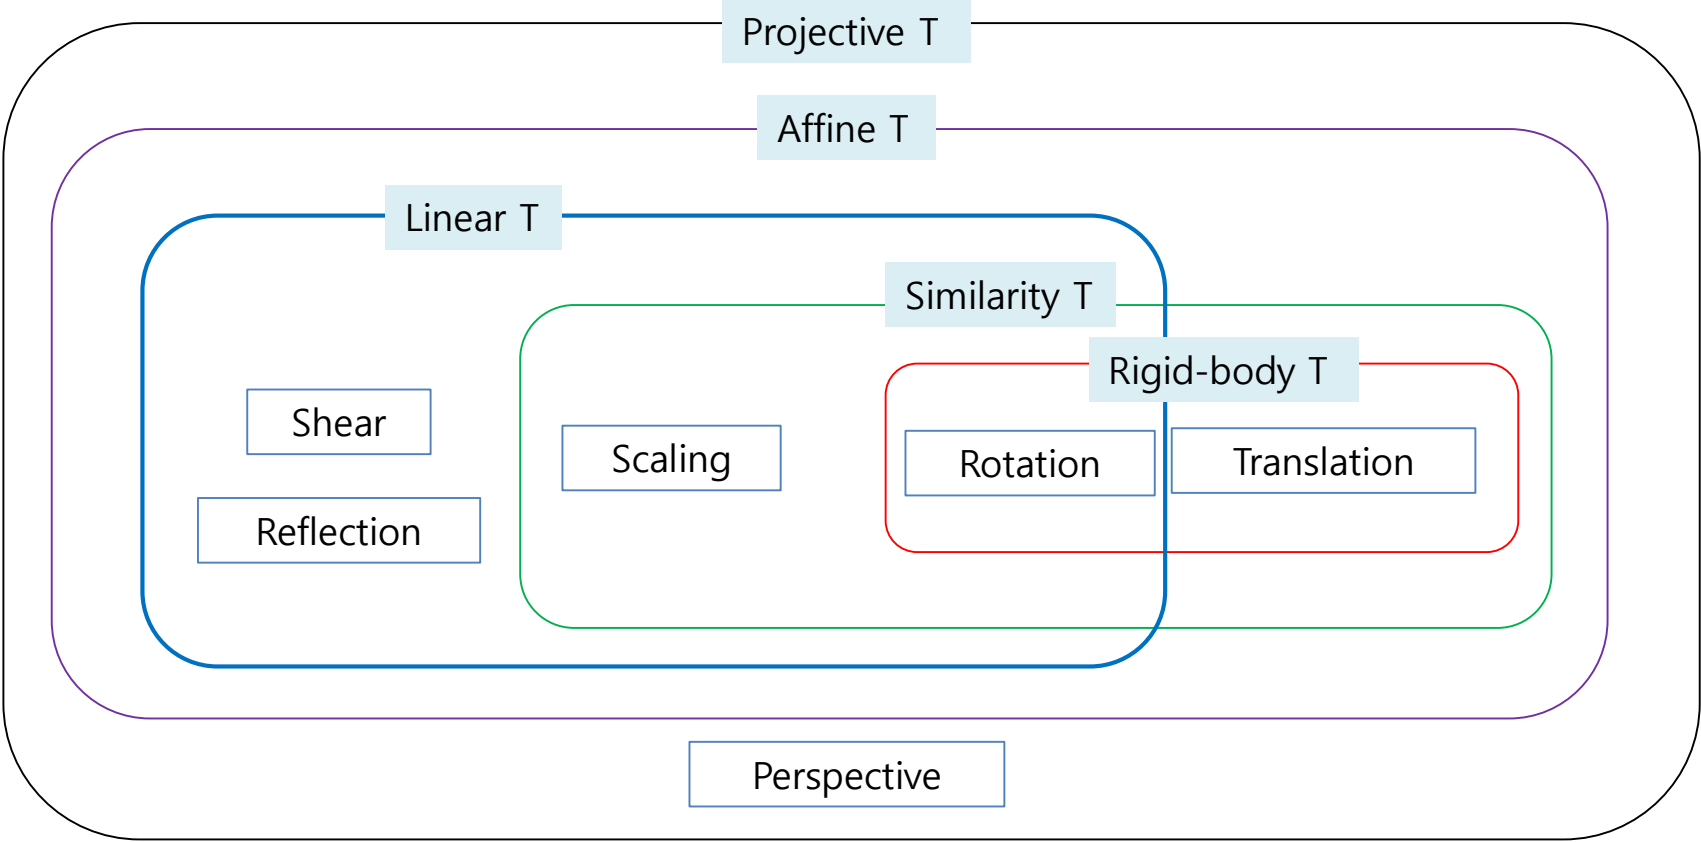 Projective T
Affine T
Linear T
Similarity T
Rigid-body T
Shear
Scaling
Rotation
Translation
Reflection
Perspective